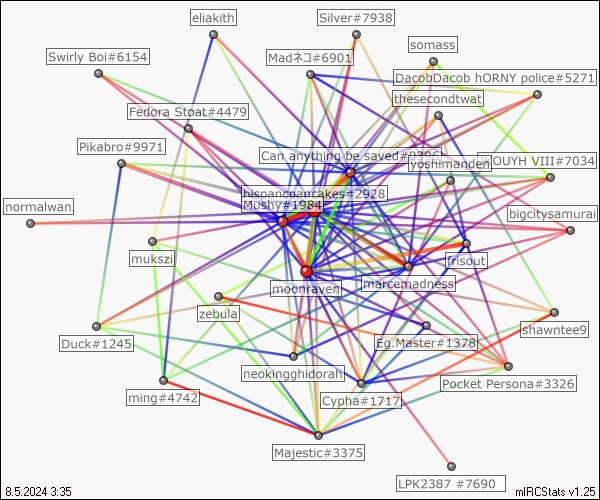 eliakith
Silver#7938
somass
Swirly Boi#6154
Madネコ#6901
DacobDacob hORNY police#5271
thesecondtwat
Fedora Stoat#4479
Pikabro#9971
Can anything be saved#0396
yoshimanden
OUYH VIII#7034
hispancpancakes#2928
Mushy#1984
normalwan
bigcitysamurai
mukszi
frisout
moonraven
marcemadness
zebula
shawntee9
Duck#1245
Eg.Master#1378
neokingghidorah
Pocket Persona#3326
ming#4742
Cypha#1717
Majestic#3375
LPK2387 #7690
8.5.2024 3:35
mIRCStats v1.25